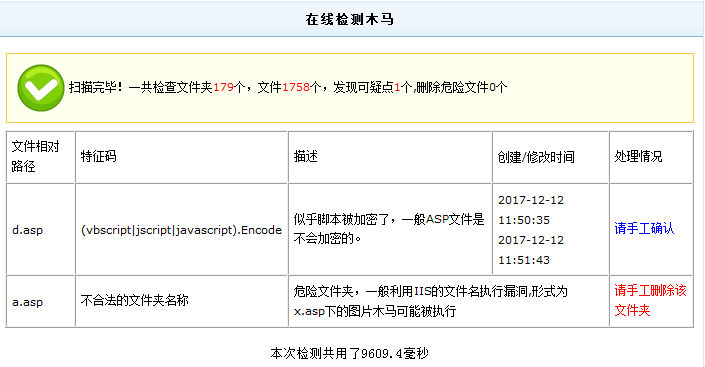 在线检测木马
扫描完毕！一共检查文件夹179个，文件1758个，发现可疑点1个,删除危险文件0个
文件相对
路径
特征码
描述
创建/修改时间
处理情况
d.asp
(vbscript|jscript|javascript).Encode
似乎脚本被加密了，一般ASP文件是
不会加密的。
2017-12-12
11:50:35
2017-12-12
11:51:43
请手工确认
a.asp
不合法的文件夹名称
危险文件夹，一般利用IIS的文件名执行漏洞,形式为
x.asp下的图片木马可能被执行
请手工删除该
文件夹
本次检测共用了9609.4毫秒